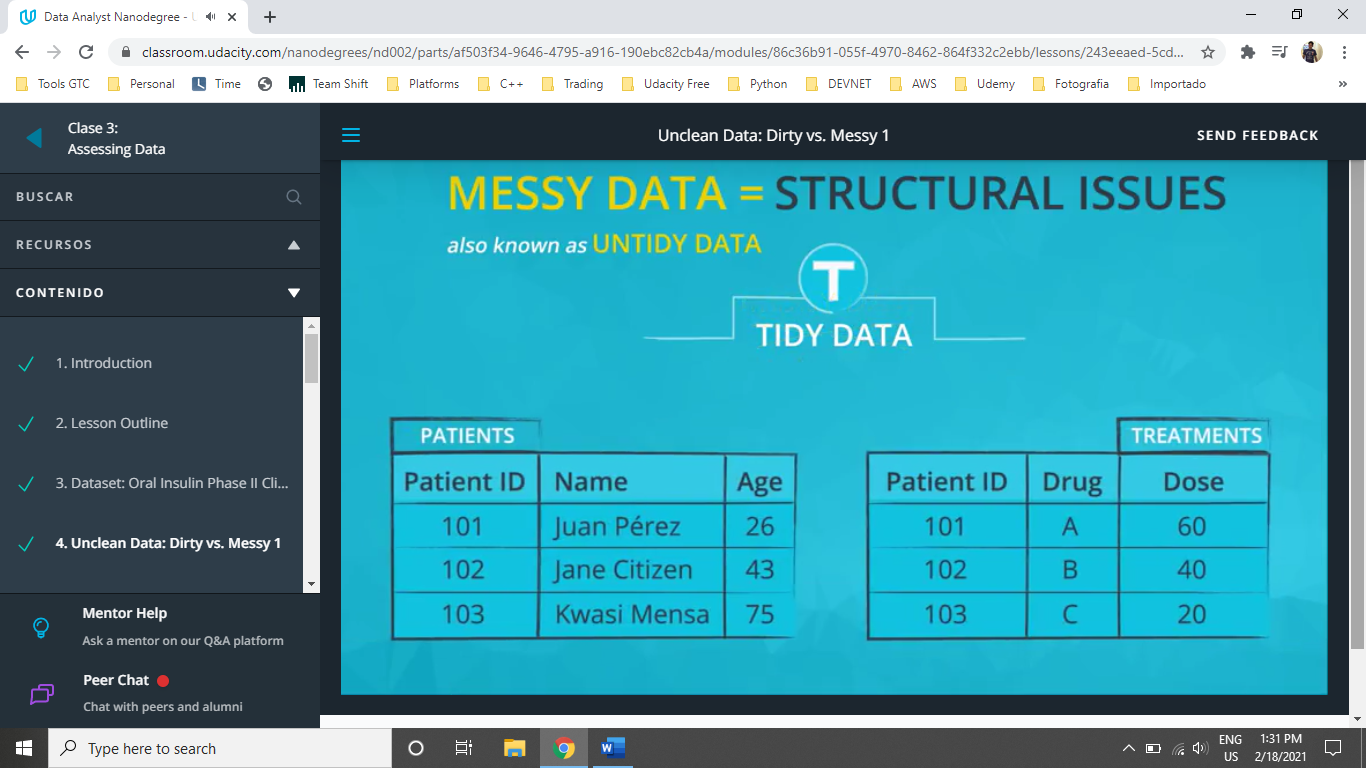 Data Analyst Nanodegree - U
classroom.udacity.com/nanodegrees/nd002/parts/af503f34-9646-4795-a916-190ebc82cb4a/modules/86c36b91-055f-4970-8462-864f332c2ebb/lessons/243eeaed-5cd...
Tools GTC Personal Time Team Shift Platforms C++ Trading Udacity Free Python DEVNET AWS Udemy Fotografia Importado »
Clase 3:
Assessing Data
Unclean Data: Dirty vs. Messy 1
SEND FEEDBACK
BUSCAR
RECURSOS
CONTENIDO
1. Introduction
2. Lesson Outline
3. Dataset: Oral Insulin Phase II Cli...
4. Unclean Data: Dirty vs. Messy 1
Mentor Help
Ask a mentor on our Q&A platform
Peer Chat
Chat with peers and alumni
MESSY DATA = STRUCTURAL ISSUES
also known as UNTIDY DATA
T
TIDY DATA
PATIENTS
Patient ID Name Age
101 Juan Pérez 26
102 Jane Citizen 43
103 Kwasi Mensa 75
TREATMENTS
Patient ID Drug Dose
101 A 60
102 B 40
103 C 20
Type here to search
W
ENG
US
1:31 PM
2/18/2021